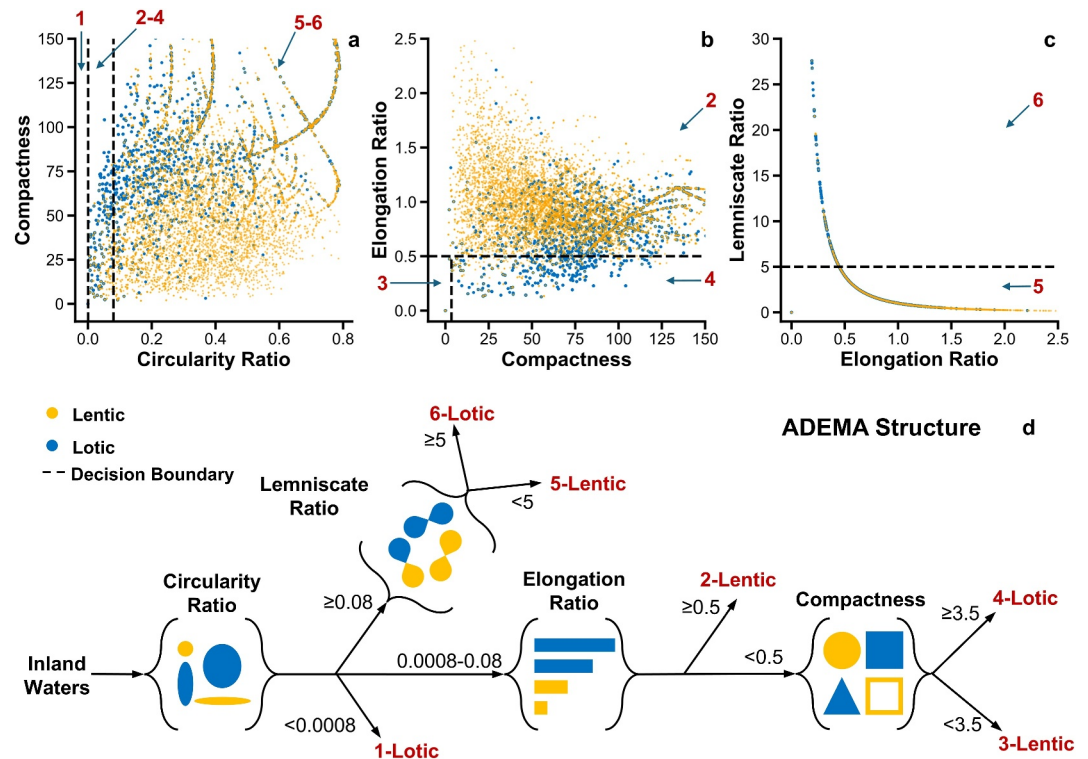 1
2-4
5-6
a
150
125
100
75
50
25
0
Compactness
0.0
0.2
0.4
0.6
0.8
Circularity Ratio
b
2
3
4
2.5
2.0
1.5
1.0
0.5
0.0
Elongation Ratio
0
25
50
75
100
125
150
Compactness
c
6
5
30
25
20
15
10
5
0
Lemniscate Ratio
0.0
0.5
1.0
1.5
2.0
2.5
Elongation Ratio
Lentic
Lotic
Decision Boundary
ADEMA Structure
d
6-Lotic
≥5
5-Lentic
<5
Lemniscate
Ratio
Circularity
Ratio
≥0.08
Elongation
Ratio
2-Lentic
≥0.5
Compactness
4-Lotic
≥3.5
Inland
Waters
0.0008-0.08
<0.5
<0.0008
1-Lotic
<3.5
3-Lentic